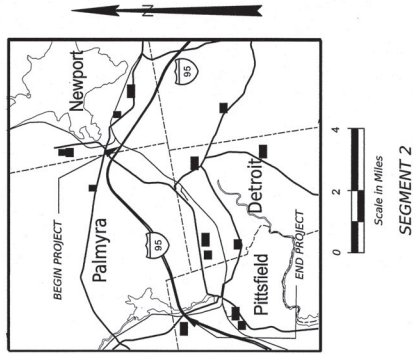 N
BEGIN PROJECT
Newport
95
Palmyra
95
Detroit
Pittsfield
END PROJECT
0 2 4
Scale in Miles
SEGMENT 2